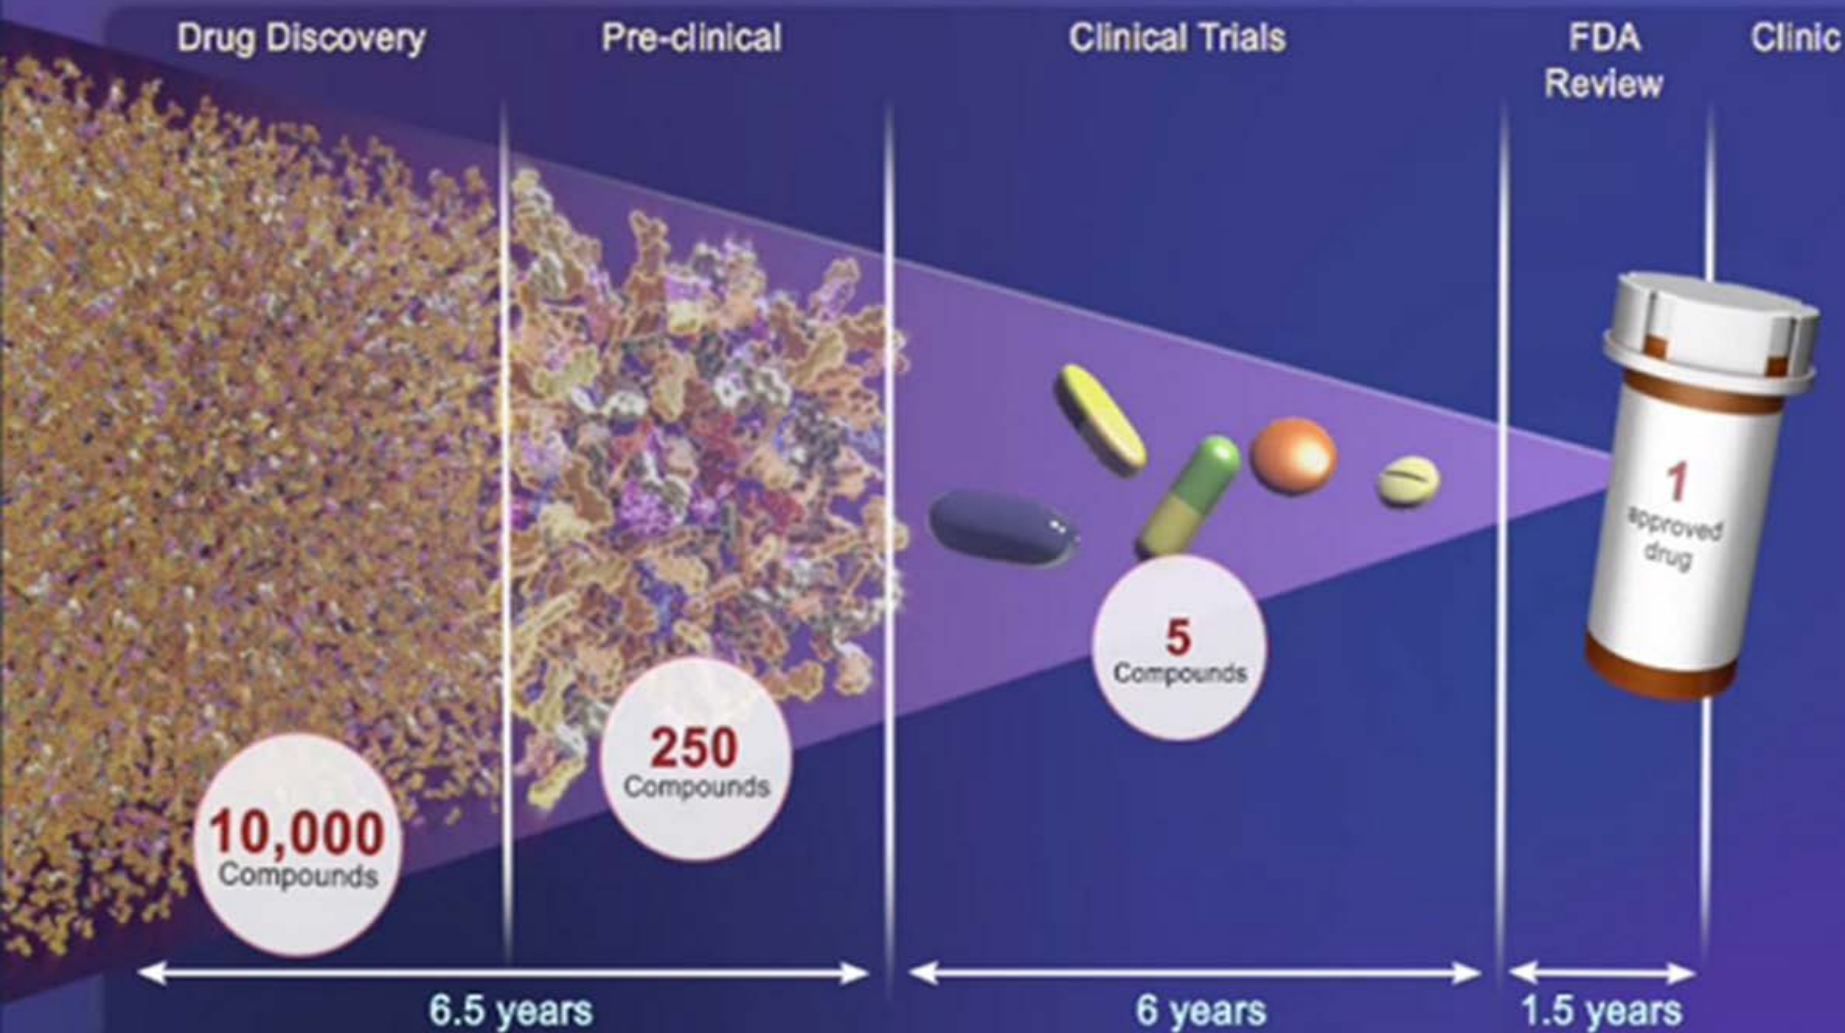 Drug Discovery
Pre-clinical
Clinical Trials
FDA
Review
Clinic
10,000
Compounds
250
Compounds
5
Compounds
1
approved
drug
6.5 years
6 years
1.5 years